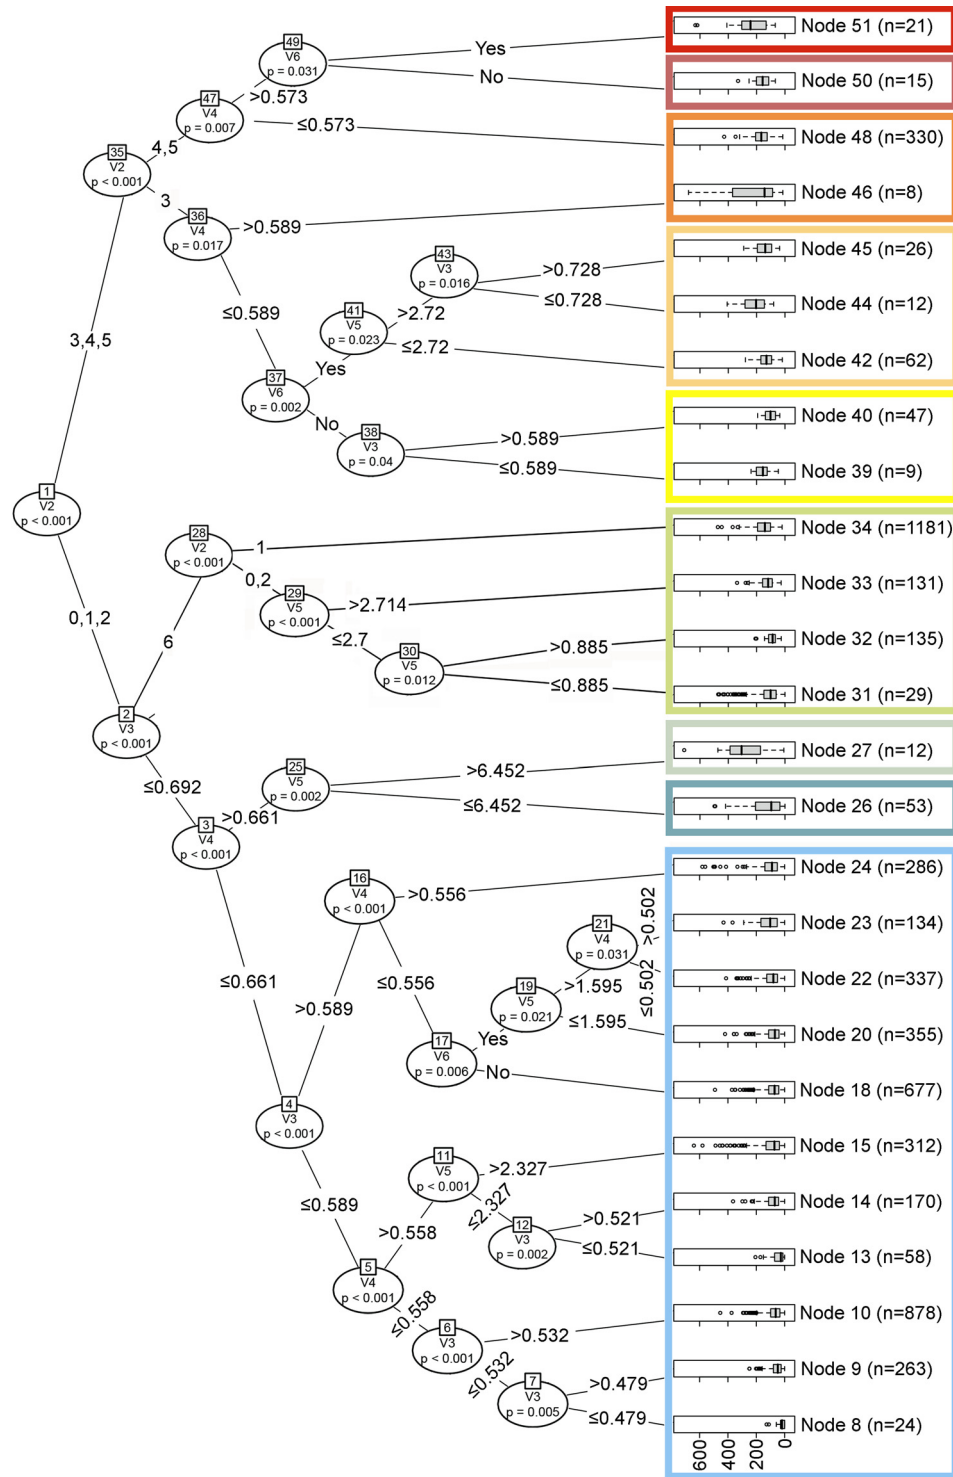 49
V6
p = 0.031
Yes
No
Node 51 (n=21)
Node 50 (n=15)
>0.573
47
V4
p = 0.007
≤0.573
Node 48 (n=330)
4,5
35
V2
p < 0.001
3
36
V4
p = 0.017
>0.589
Node 46 (n=8)
≤0.589
43
V3
p = 0.016
>0.728
≤0.728
Node 45 (n=26)
Node 44 (n=12)
>2.72
41
V5
p = 0.023
≤2.72
Node 42 (n=62)
3,4,5
Yes
37
V6
p = 0.002
No
38
V3
p = 0.04
>0.589
≤0.589
Node 40 (n=47)
Node 39 (n=9)
1
V2
p < 0.001
28
V2
p < 0.001
1
Node 34 (n=1181)
0,2
29
V5
p < 0.001
>2.714
Node 33 (n=131)
≤2.7
30
V5
p = 0.012
>0.885
≤0.885
Node 32 (n=135)
Node 31 (n=29)
0,1,2
6
2
V3
p < 0.001
≤0.692
25
V5
p = 0.002
>6.452
≤6.452
Node 27 (n=12)
Node 26 (n=53)
>0.661
3
V4
p < 0.001
≤0.661
16
V4
p < 0.001
>0.556
Node 24 (n=286)
≤0.556
21
V4
p = 0.031
>0.502
≤0.502
Node 23 (n=134)
Node 22 (n=337)
>0.589
>1.595
19
V5
p = 0.021
≤1.595
Node 20 (n=355)
Yes
17
V6
p = 0.006
No
Node 18 (n=677)
4
V3
p < 0.001
≤0.589
11
V5
p < 0.001
>2.327
Node 15 (n=312)
≤2.327
12
V3
p = 0.002
>0.521
≤0.521
Node 14 (n=170)
Node 13 (n=58)
>0.558
5
V4
p < 0.001
≤0.558
6
V3
p < 0.001
>0.532
Node 10 (n=878)
≤0.532
7
V3
p = 0.005
>0.479
≤0.479
Node 9 (n=263)
Node 8 (n=24)
600
400
200
0